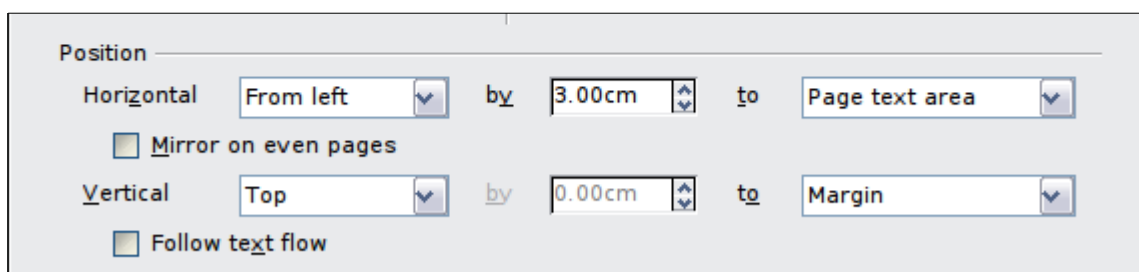 Position
Horizontal From left by 3.00cm to Page text area
Mirror on even pages
Vertical Top by 0.00cm to Margin
Follow text flow